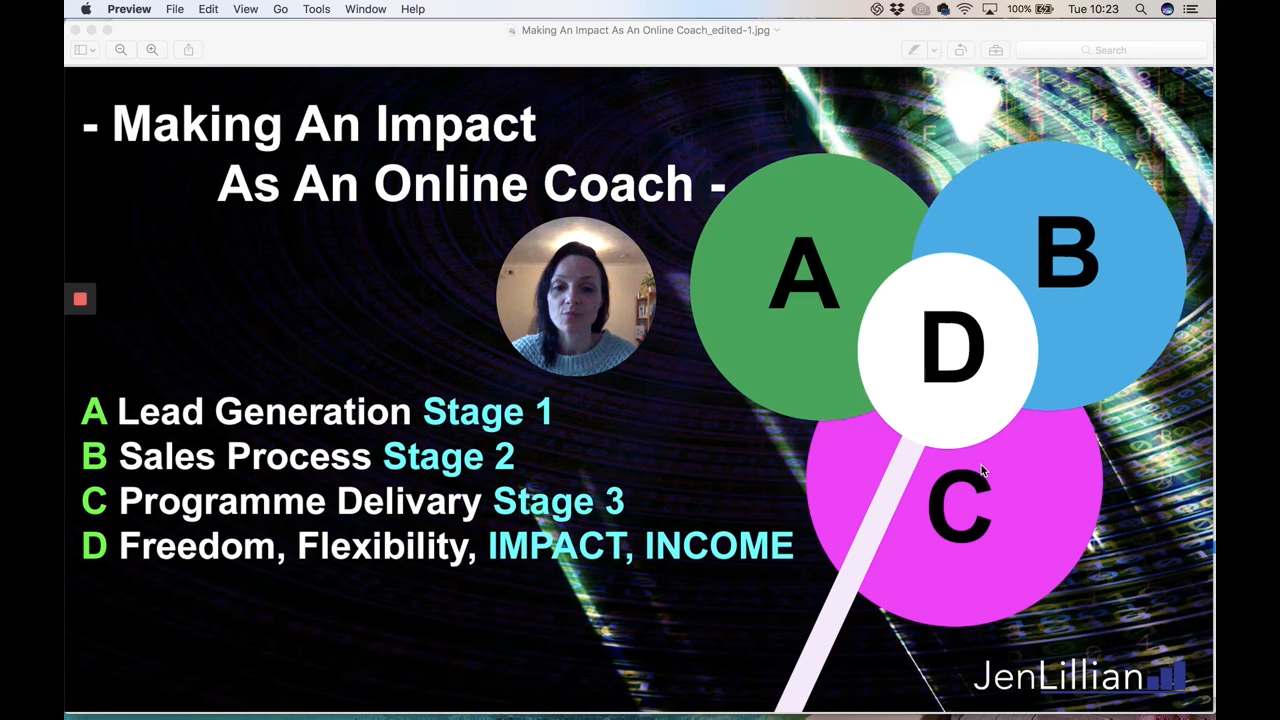 Preview File Edit View Go Tools Window Help 100% Tue 10:23
Making An Impact As An Online Coach_edited-1.jpg
Search
- Making An Impact
As An Online Coach -
A
B
D
C
A Lead Generation Stage 1
B Sales Process Stage 2
C Programme Delivary Stage 3
D Freedom, Flexibility, IMPACT, INCOME
JenLillian